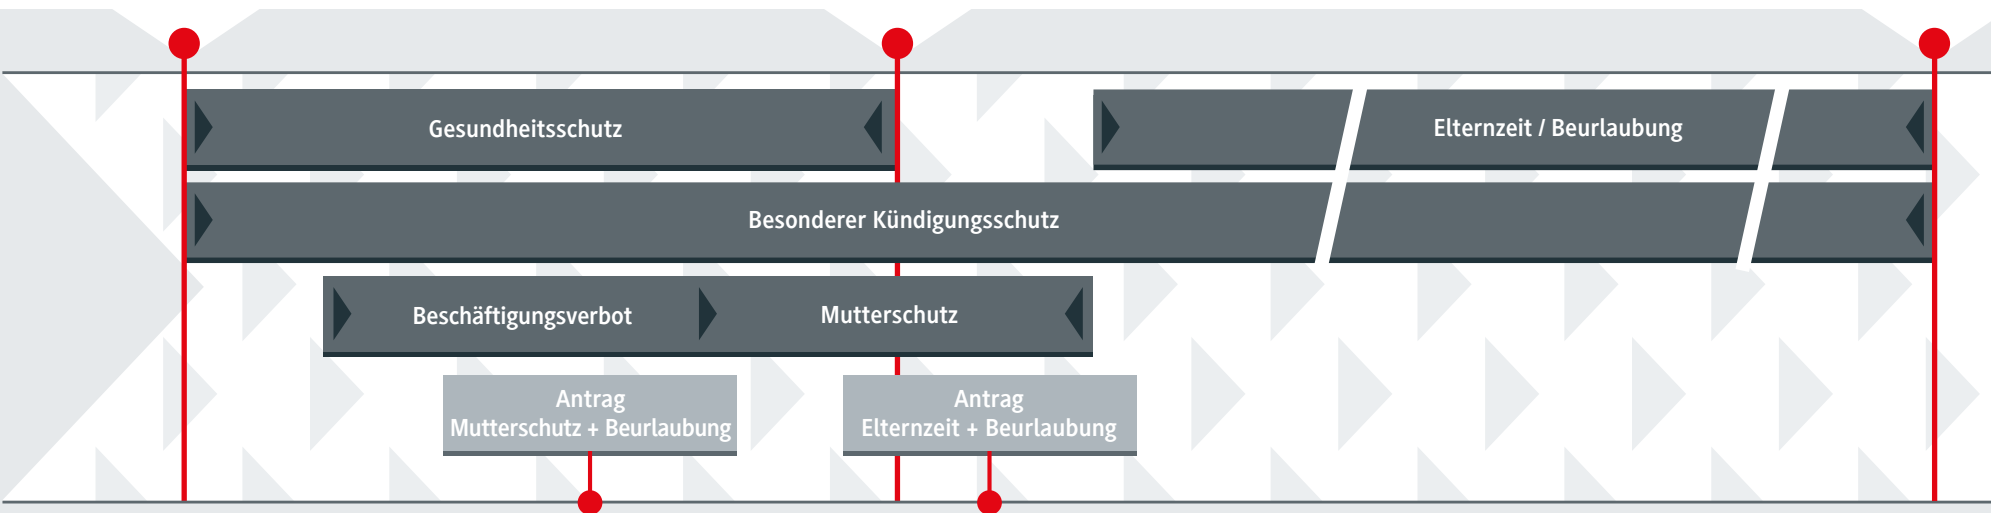 Gesundheitsschutz
Elternzeit / Beurlaubung
Besonderer Kündigungsschutz
Beschäftigungsverbot
Mutterschutz
Antrag
Mutterschutz + Beurlaubung
Antrag
Elternzeit + Beurlaubung